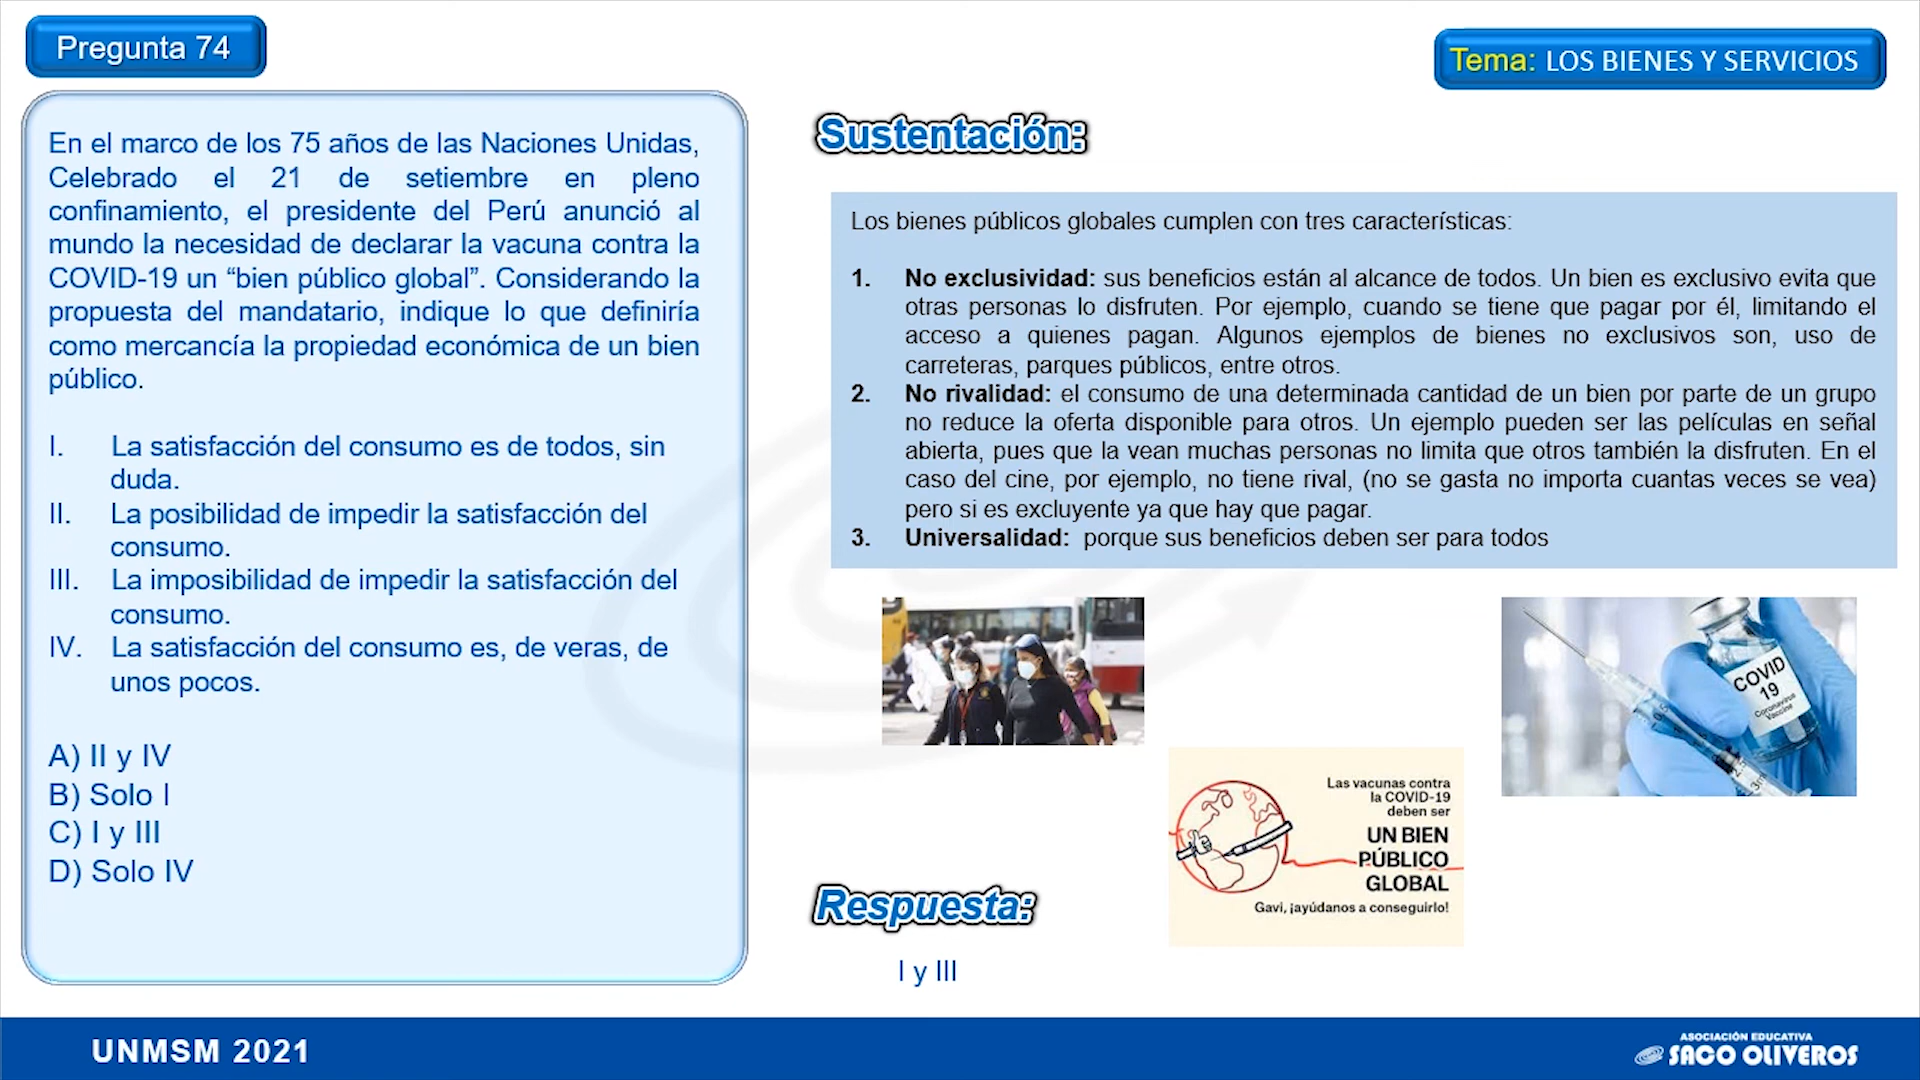 Pregunta 74
Tema: LOS BIENES Y SERVICIOS
En el marco de los 75 años de las Naciones Unidas,
Celebrado el 21 de setiembre en pleno
confinamiento, el presidente del Perú anunció al
mundo la necesidad de declarar la vacuna contra la
COVID-19 un “bien público global”. Considerando la
propuesta del mandatario, indique lo que definiría
como mercancía la propiedad económica de un bien
público.
I. La satisfacción del consumo es de todos, sin
duda.
II. La posibilidad de impedir la satisfacción del
consumo.
III. La imposibilidad de impedir la satisfacción del
consumo.
IV. La satisfacción del consumo es, de veras, de
unos pocos.
A) II y IV
B) Solo I
C) I y III
D) Solo IV
Sustentación:
Los bienes públicos globales cumplen con tres características:
1. No exclusividad: sus beneficios están al alcance de todos. Un bien es exclusivo evita que
otras personas lo disfruten. Por ejemplo, cuando se tiene que pagar por él, limitando el
acceso a quienes pagan. Algunos ejemplos de bienes no exclusivos son, uso de
carreteras, parques públicos, entre otros.
2. No rivalidad: el consumo de una determinada cantidad de un bien por parte de un grupo
no reduce la oferta disponible para otros. Un ejemplo pueden ser las películas en señal
abierta, pues que la vean muchas personas no limita que otros también la disfruten. En el
caso del cine, por ejemplo, no tiene rival, (no se gasta no importa cuantas veces se vea)
pero si es excluyente ya que hay que pagar.
3. Universalidad: porque sus beneficios deben ser para todos
COVID
19
Coronavirus
Vaccine
Las vacunas contra
la COVID-19
deben ser
UN BIEN
PÚBLICO
GLOBAL
Gavi, ¡ayúdanos a conseguirlo!
Respuesta:
I y III
UNMSM 2021
ASOCIACIÓN EDUCATIVA
SACO OLIVEROS